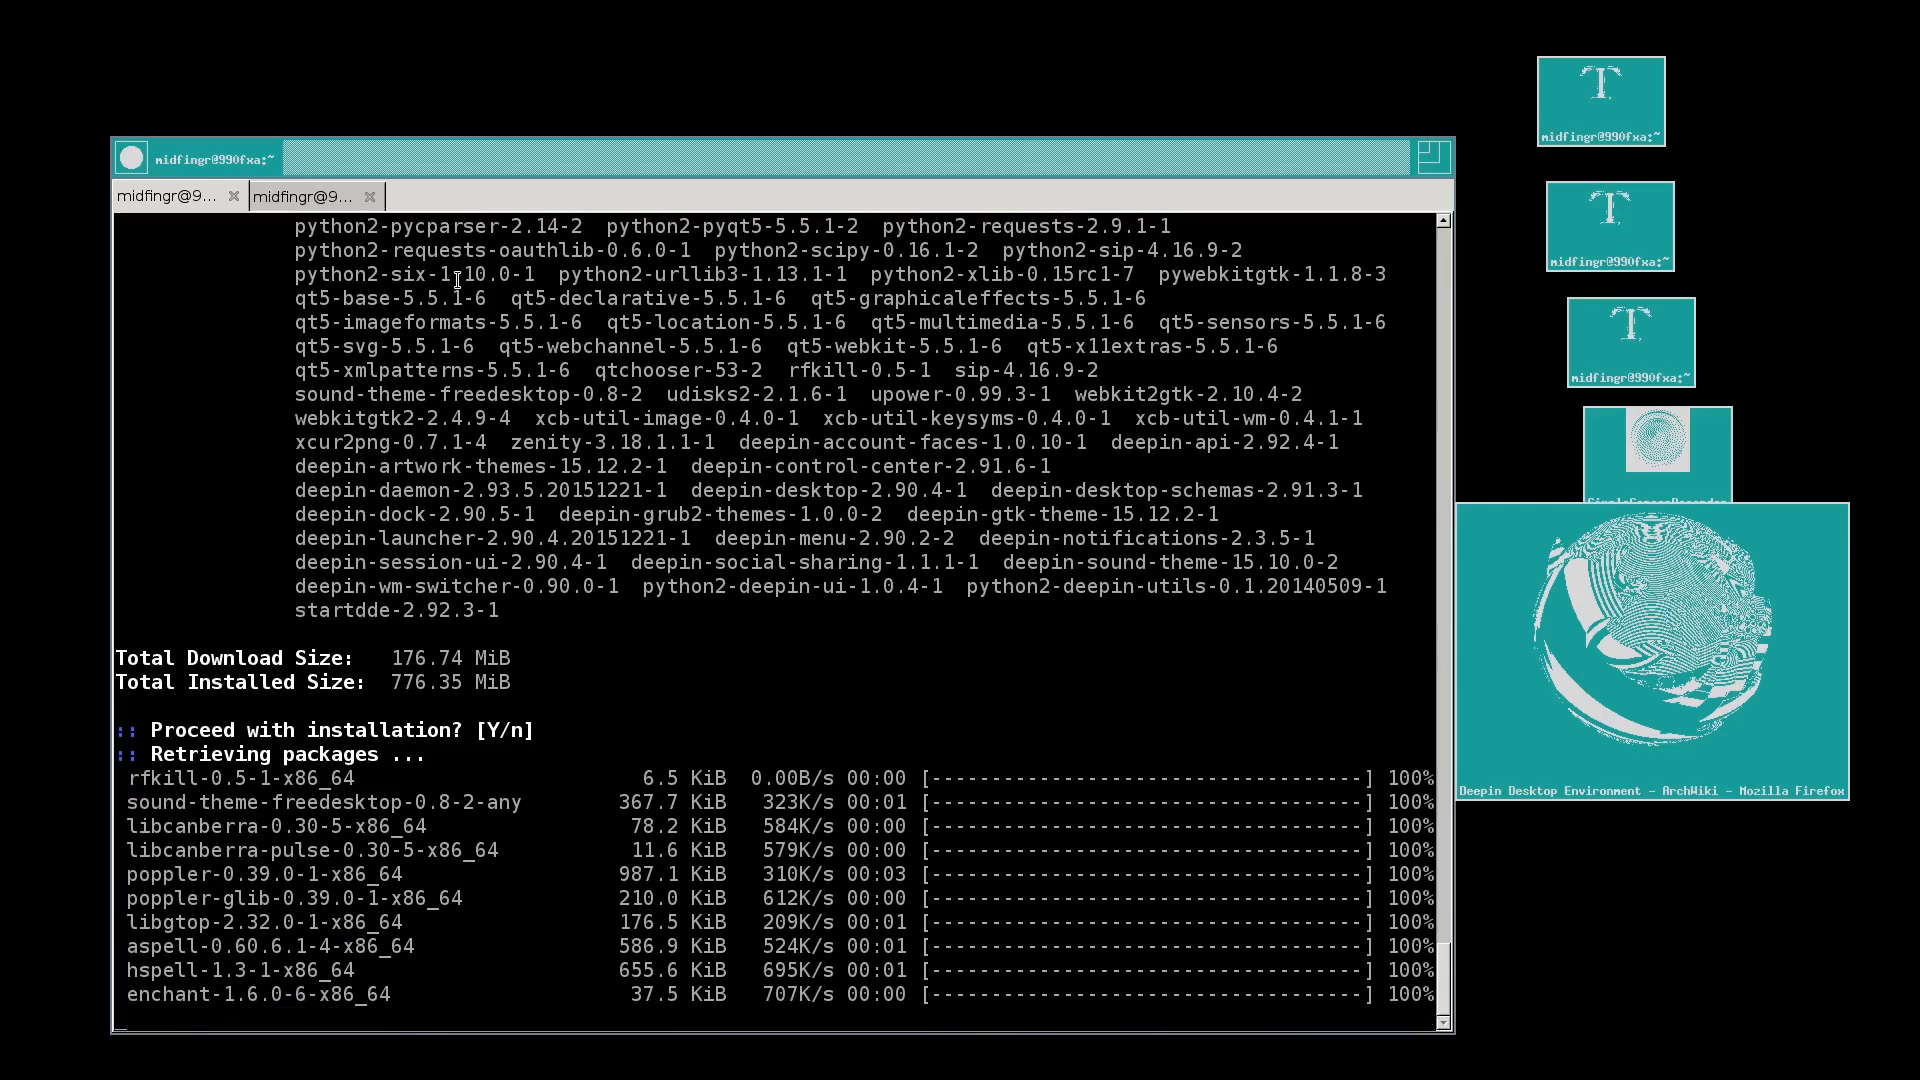 midfingr@990fxa:~
midfingr@9...
midfingr@9...
python2-pycparser-2.14-2  python2-pyqt5-5.5.1-2  python2-requests-2.9.1-1
python2-requests-oauthlib-0.6.0-1  python2-scipy-0.16.1-2  python2-sip-4.16.9-2
python2-six-1.10.0-1  python2-urllib3-1.13.1-1  python2-xlib-0.15rc1-7  pywebkitgtk-1.1.8-3
qt5-base-5.5.1-6  qt5-declarative-5.5.1-6  qt5-graphicaleffects-5.5.1-6
qt5-imageformats-5.5.1-6  qt5-location-5.5.1-6  qt5-multimedia-5.5.1-6  qt5-sensors-5.5.1-6
qt5-svg-5.5.1-6  qt5-webchannel-5.5.1-6  qt5-webkit-5.5.1-6  qt5-x11extras-5.5.1-6
qt5-xmlpatterns-5.5.1-6  qtchooser-53-2  rfkill-0.5-1  sip-4.16.9-2
sound-theme-freedesktop-0.8-2  udisks2-2.1.6-1  upower-0.99.3-1  webkit2gtk-2.10.4-2
webkitgtk2-2.4.9-4  xcb-util-image-0.4.0-1  xcb-util-keysyms-0.4.0-1  xcb-util-wm-0.4.1-1
xcur2png-0.7.1-4  zenity-3.18.1.1-1  deepin-account-faces-1.0.10-1  deepin-api-2.92.4-1
deepin-artwork-themes-15.12.2-1  deepin-control-center-2.91.6-1
deepin-daemon-2.93.5.20151221-1  deepin-desktop-2.90.4-1  deepin-desktop-schemas-2.91.3-1
deepin-dock-2.90.5-1  deepin-grub2-themes-1.0.0-2  deepin-gtk-theme-15.12.2-1
deepin-launcher-2.90.4.20151221-1  deepin-menu-2.90.2-2  deepin-notifications-2.3.5-1
deepin-session-ui-2.90.4-1  deepin-social-sharing-1.1.1-1  deepin-sound-theme-15.10.0-2
deepin-wm-switcher-0.90.0-1  python2-deepin-ui-1.0.4-1  python2-deepin-utils-0.1.20140509-1
startdde-2.92.3-1
Total Download Size:   176.74 MiB
Total Installed Size:  776.35 MiB
:: Proceed with installation? [Y/n]
:: Retrieving packages ...
rfkill-0.5-1-x86_64  6.5 KiB  0.00B/s 00:00 [------------------------------------] 100%
sound-theme-freedesktop-0.8-2-any  367.7 KiB  323K/s 00:01 [------------------------------------] 100%
libcanberra-0.30-5-x86_64  78.2 KiB  584K/s 00:00 [------------------------------------] 100%
libcanberra-pulse-0.30-5-x86_64  11.6 KiB  579K/s 00:00 [------------------------------------] 100%
poppler-0.39.0-1-x86_64  987.1 KiB  310K/s 00:03 [------------------------------------] 100%
poppler-glib-0.39.0-1-x86_64  210.0 KiB  612K/s 00:00 [------------------------------------] 100%
libgtop-2.32.0-1-x86_64  176.5 KiB  209K/s 00:01 [------------------------------------] 100%
aspell-0.60.6.1-4-x86_64  586.9 KiB  524K/s 00:01 [------------------------------------] 100%
hspell-1.3-1-x86_64  655.6 KiB  695K/s 00:01 [------------------------------------] 100%
enchant-1.6.0-6-x86_64  37.5 KiB  707K/s 00:00 [------------------------------------] 100%
T
midfingr@990fxa:~
T
midfingr@990fxa:~
T
midfingr@990fxa:~
Deepin Desktop Environment - ArchWiki - Mozilla Firefox